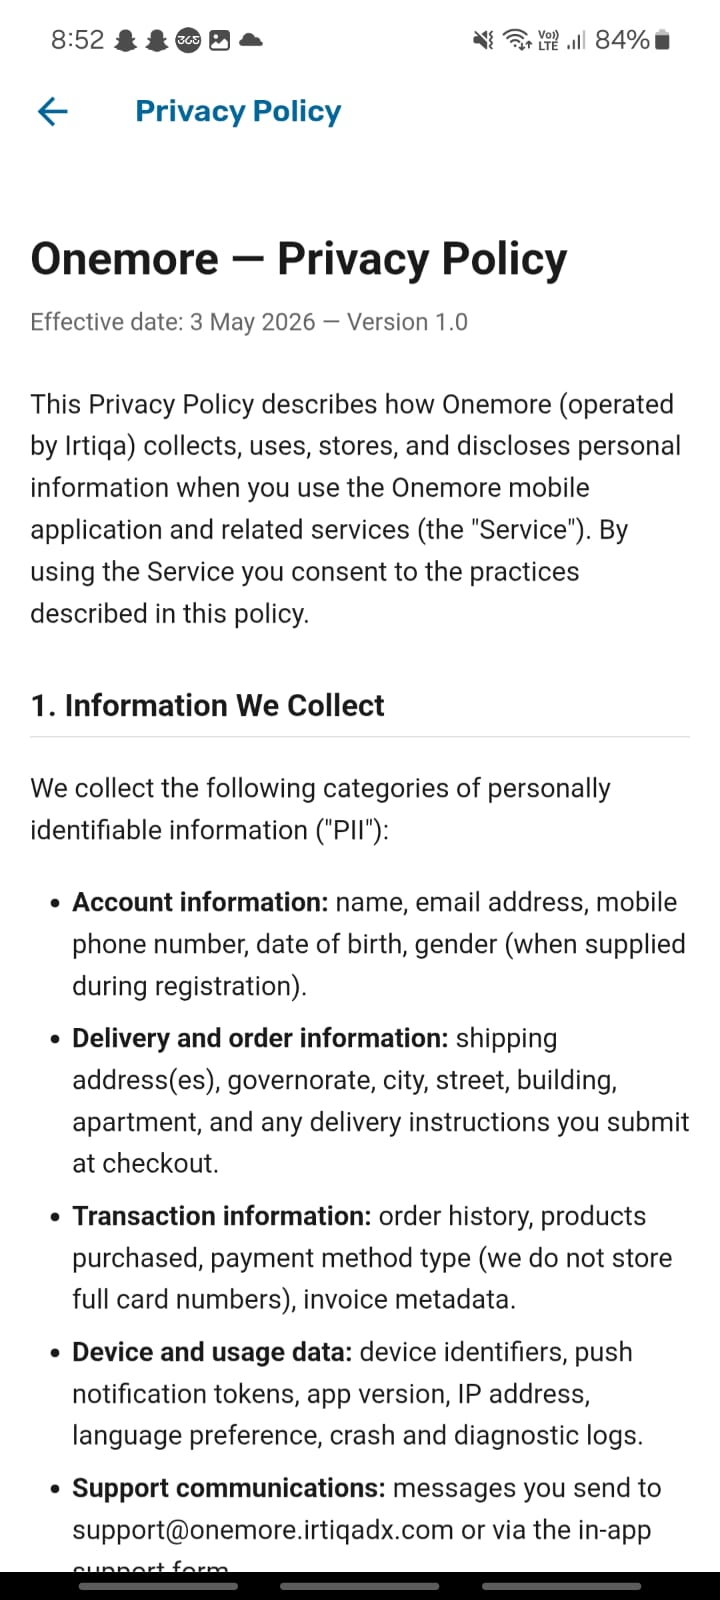 8:52
365
Vo))
LTE
84%
Privacy Policy
Onemore — Privacy Policy
Effective date: 3 May 2026 — Version 1.0
This Privacy Policy describes how Onemore (operated
by Irtiqa) collects, uses, stores, and discloses personal
information when you use the Onemore mobile
application and related services (the "Service"). By
using the Service you consent to the practices
described in this policy.
1. Information We Collect
We collect the following categories of personally
identifiable information ("PII"):
• Account information: name, email address, mobile
phone number, date of birth, gender (when supplied
during registration).
• Delivery and order information: shipping
address(es), governorate, city, street, building,
apartment, and any delivery instructions you submit
at checkout.
• Transaction information: order history, products
purchased, payment method type (we do not store
full card numbers), invoice metadata.
• Device and usage data: device identifiers, push
notification tokens, app version, IP address,
language preference, crash and diagnostic logs.
• Support communications: messages you send to
support@onemore.irtiqadx.com or via the in-app
support form